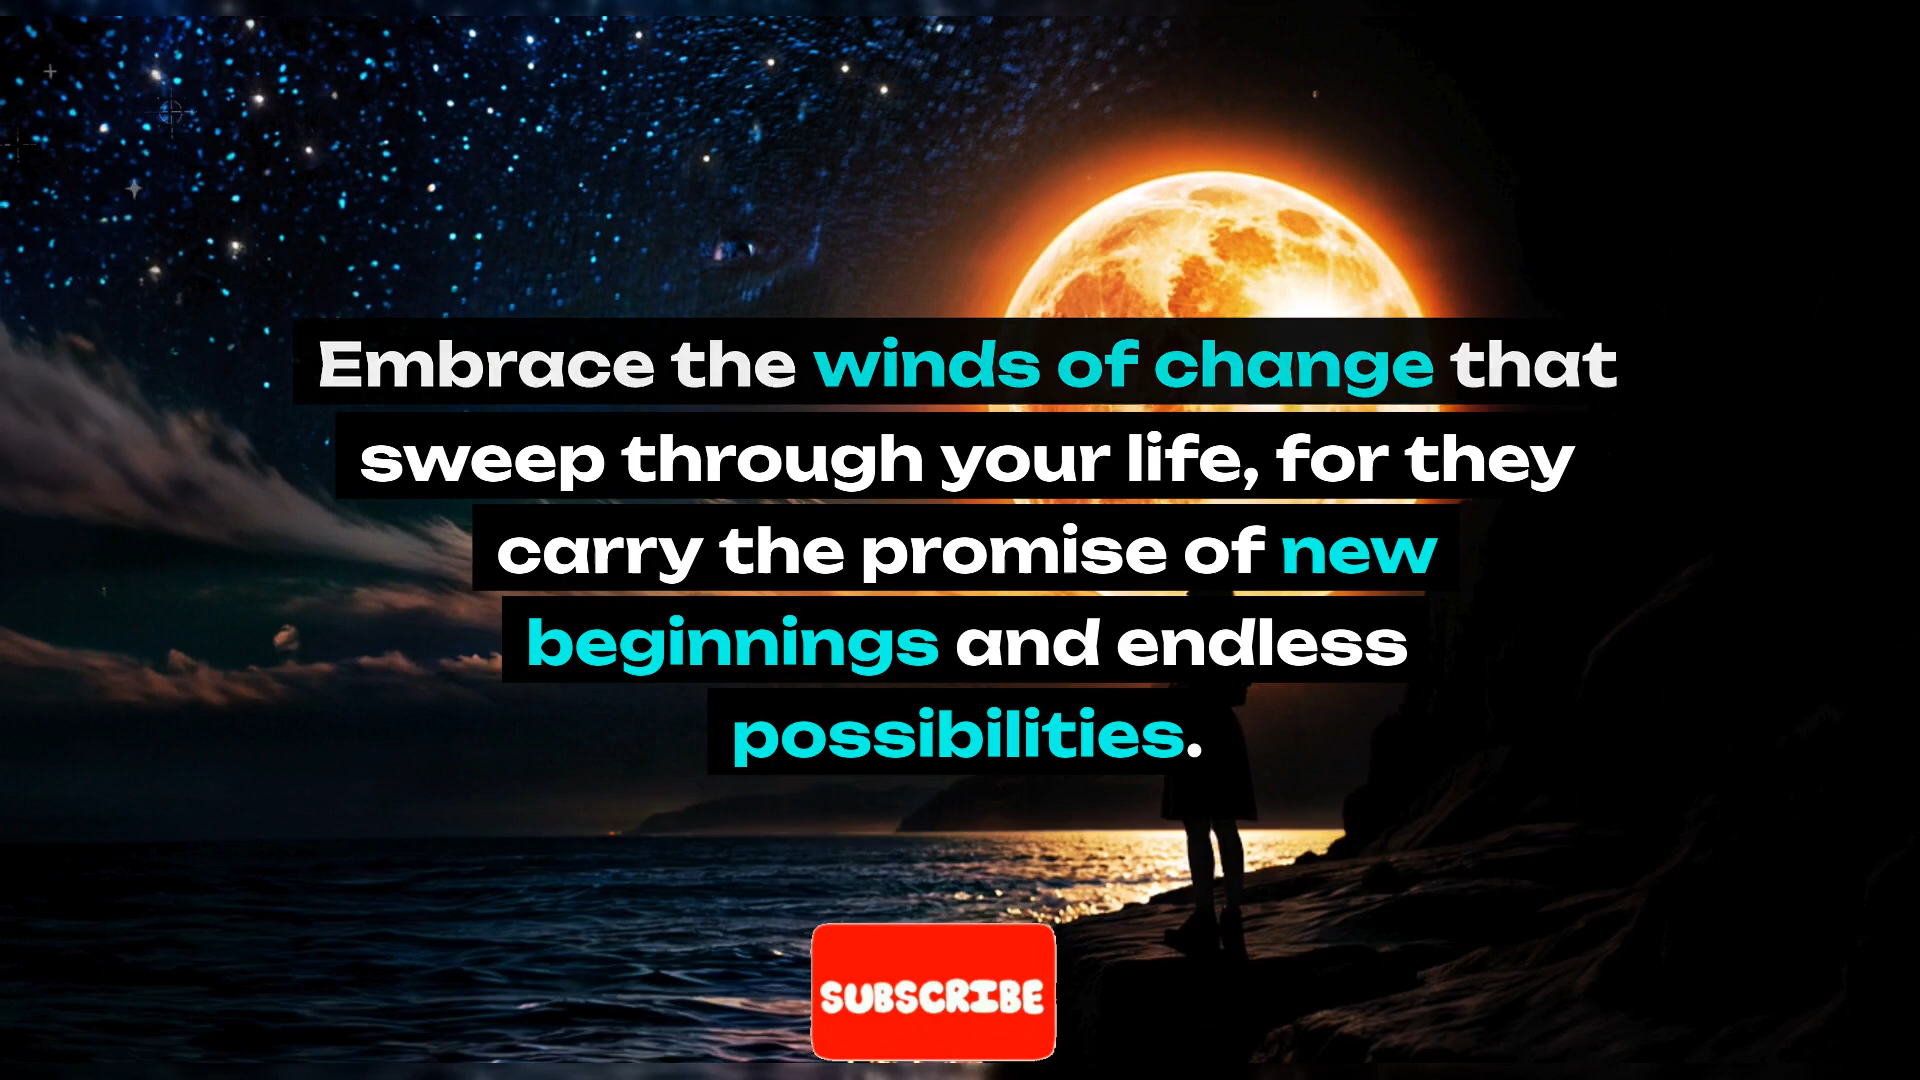 Embrace the winds of change that
sweep through your life, for they
carry the promise of new
beginnings and endless
possibilities.
SUBSCRIBE